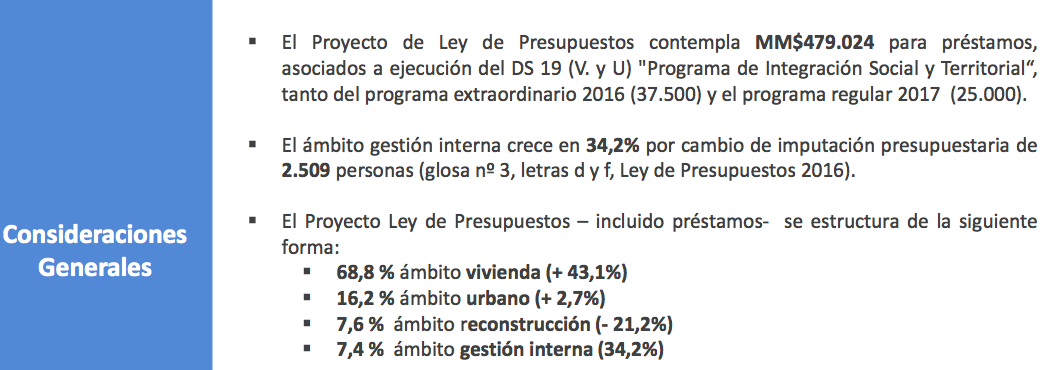 Consideraciones
Generales
▪ El Proyecto de Ley de Presupuestos contempla MM$479.024 para préstamos,
asociados a ejecución del DS 19 (V. y U) "Programa de Integración Social y Territorial“,
tanto del programa extraordinario 2016 (37.500) y el programa regular 2017 (25.000).
▪ El ámbito gestión interna crece en 34,2% por cambio de imputación presupuestaria de
2.509 personas (glosa nº 3, letras d y f, Ley de Presupuestos 2016).
▪ El Proyecto Ley de Presupuestos – incluido préstamos- se estructura de la siguiente
forma:
▪ 68,8 % ámbito vivienda (+ 43,1%)
▪ 16,2 % ámbito urbano (+ 2,7%)
▪ 7,6 % ámbito reconstrucción (- 21,2%)
▪ 7,4 % ámbito gestión interna (34,2%)